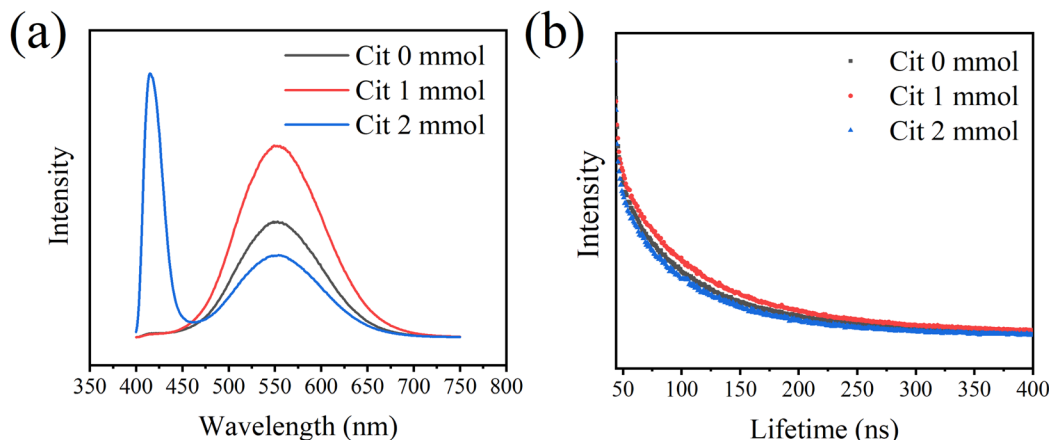 (a)
Cit 0 mmol
Cit 1 mmol
Cit 2 mmol
Intensity
350 400 450 500 550 600 650 700 750 800
Wavelength (nm)
(b)
Cit 0 mmol
Cit 1 mmol
Cit 2 mmol
Intensity
50 100 150 200 250 300 350 400
Lifetime (ns)